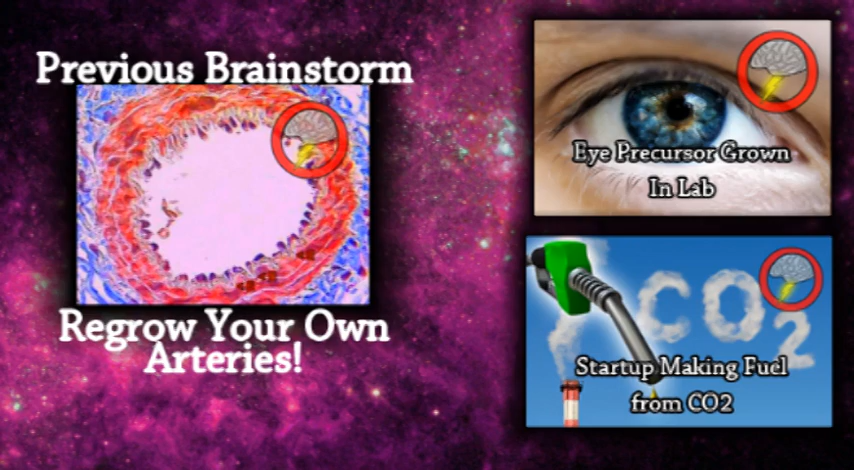 Previous Brainstorm
Regrow Your Own
Arteries!
Eye Precursor Grown
In Lab
CO2
Startup Making Fuel
from CO2